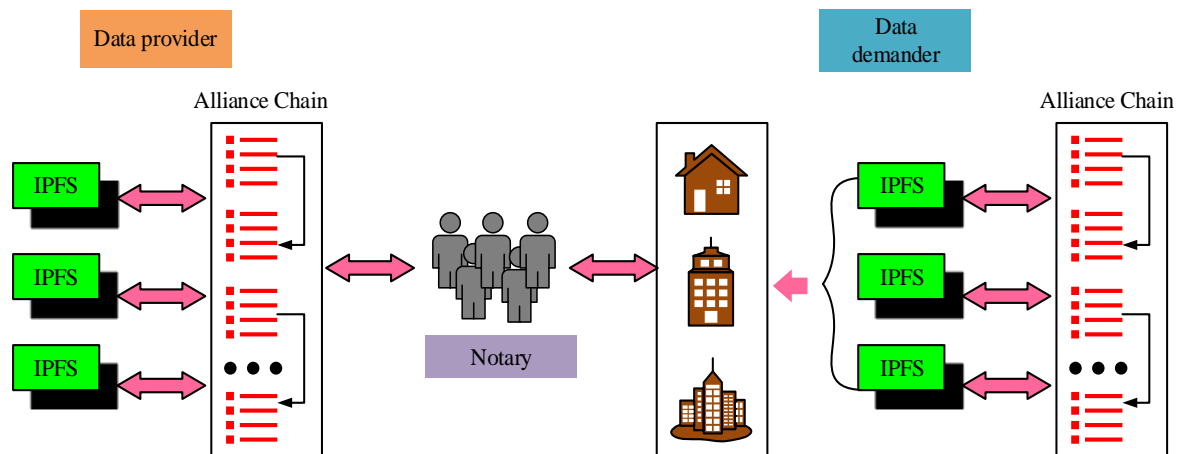 Data provider
Data
demander
Alliance Chain
Alliance Chain
IPFS
IPFS
IPFS
Notary
IPFS
IPFS
IPFS